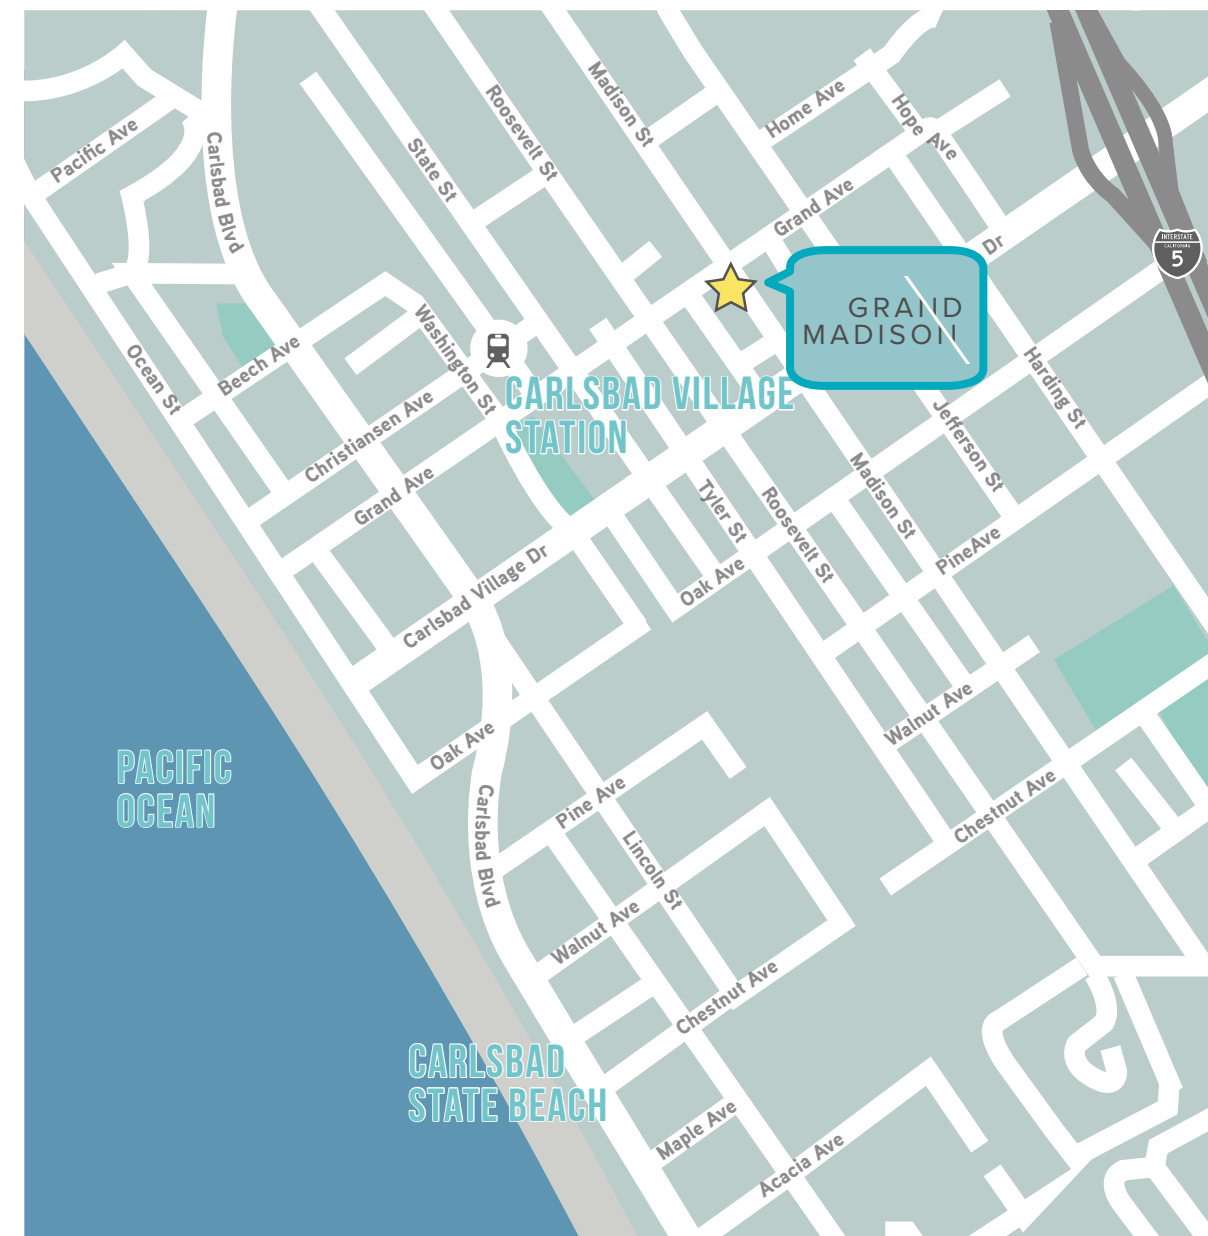 Pacific Ave
Carlsbad Blvd
State St
Roosevelt St
Madison St
Home Ave
Hope Ave
Grand Ave
Dr
INTERSTATE
CALIFORNIA
5
GRAND
MADISON
Ocean St
Beech Ave
Washington St
Christiansen Ave
Grand Ave
CARLSBAD VILLAGE
STATION
Harding St
Jefferson St
Madison St
Tyler St
Roosevelt St
Oak Ave
PineAve
Carlsbad Village Dr
Walnut Ave
Oak Ave
PACIFIC
OCEAN
Carlsbad Blvd
Pine Ave
Lincoln St
Chestnut Ave
Walnut Ave
Chestnut Ave
CARLSBAD
STATE BEACH
Maple Ave
Acacia Ave